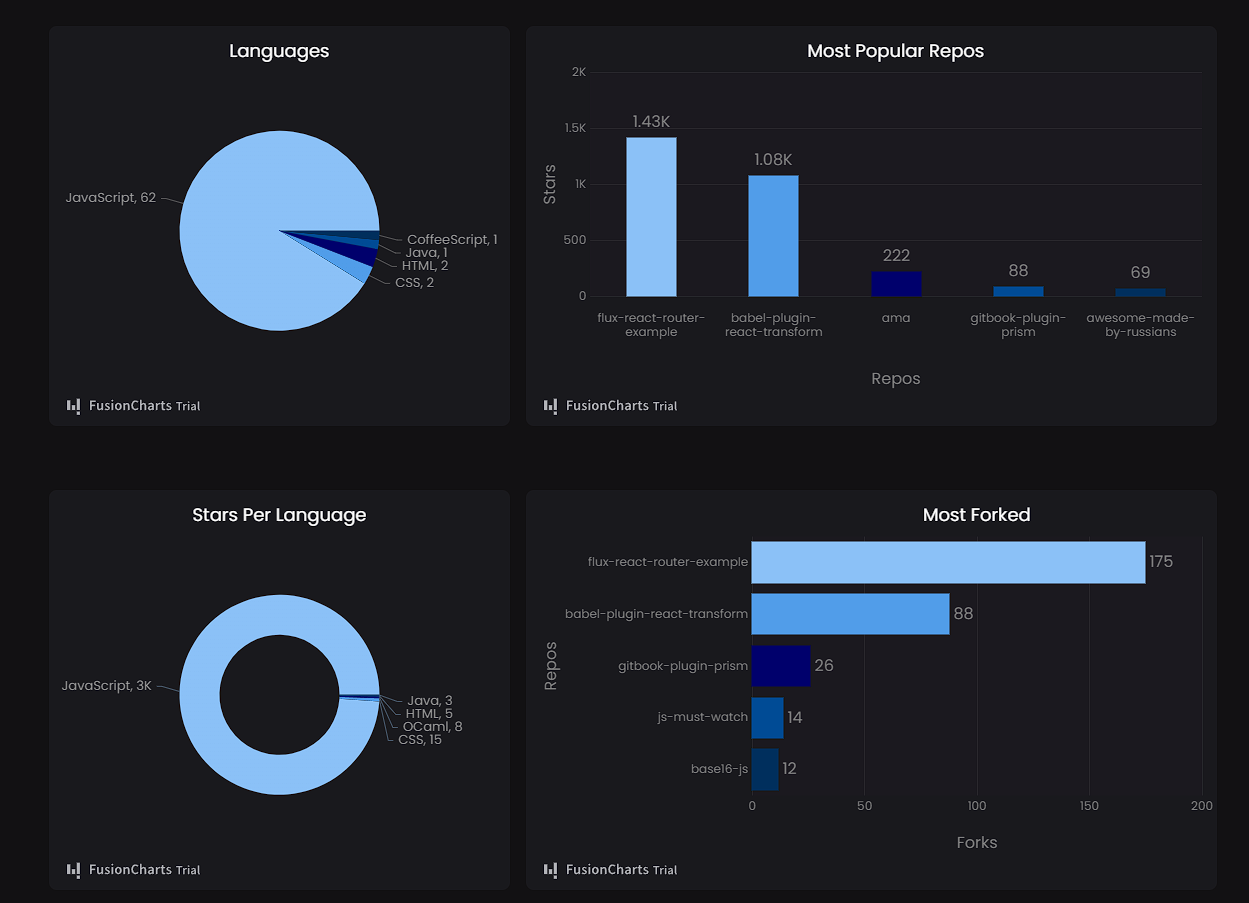 Languages
JavaScript, 62
CoffeeScript, 1
Java, 1
HTML, 2
CSS, 2
FusionCharts Trial
Most Popular Repos
2K
1.5K
1K
500
0
Stars
1.43K
1.08K
222
88
69
flux-react-router-
example
babel-plugin-
react-transform
ama
gitbook-plugin-
prism
awesome-made-
by-russians
Repos
FusionCharts Trial
Stars Per Language
JavaScript, 3K
Java, 3
HTML, 5
OCaml, 8
CSS, 15
FusionCharts Trial
Most Forked
Repos
flux-react-router-example
175
babel-plugin-react-transform
88
gitbook-plugin-prism
26
js-must-watch
14
base16-js
12
0
50
100
150
200
Forks
FusionCharts Trial